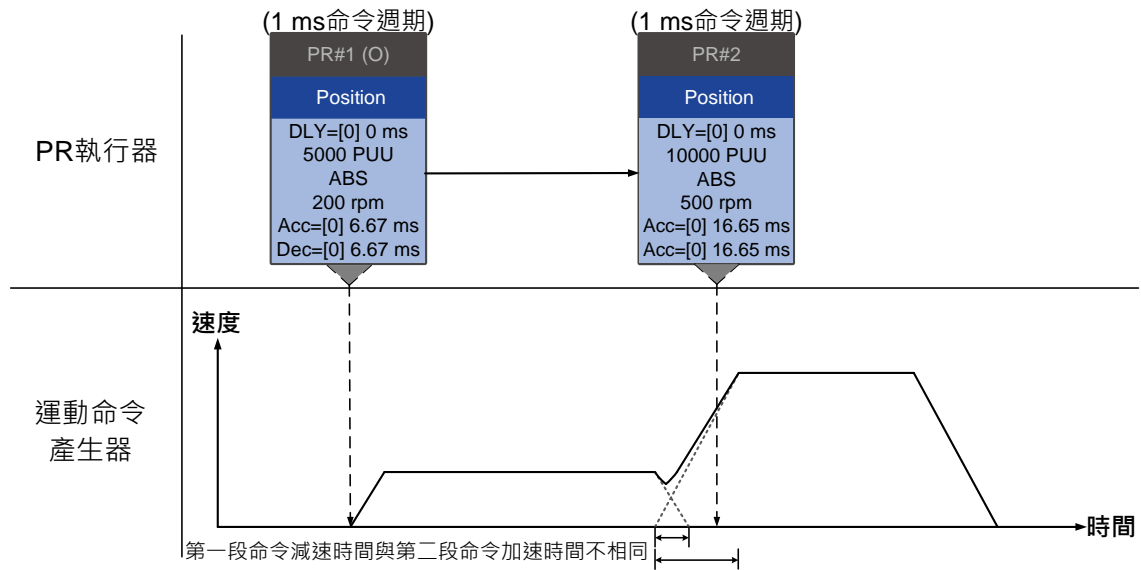 (1 ms命令週期)
(1 ms命令週期)
PR#1 (O)
PR#2
Position
Position
PR執行器
DLY=[0] 0 ms
5000 PUU
ABS
200 rpm
Acc=[0] 6.67 ms
Dec=[0] 6.67 ms
DLY=[0] 0 ms
10000 PUU
ABS
500 rpm
Acc=[0] 16.65 ms
Acc=[0] 16.65 ms
速度
運動命令
產生器
時間
第一段命令減速時間與第二段命令加速時間不相同